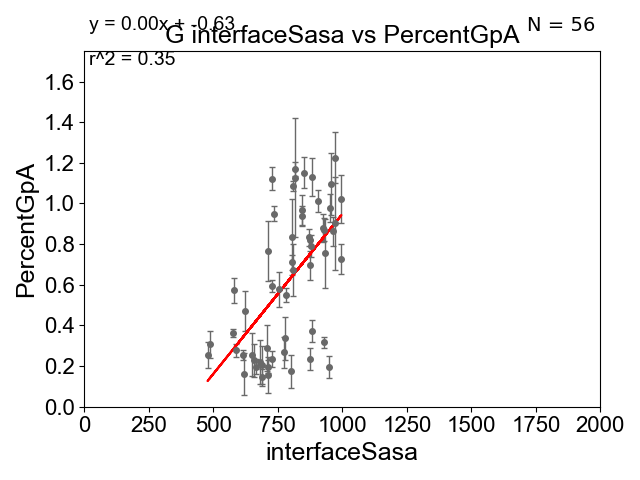 y = 0.00x + -0.63
N = 56
G interfaceSasa vs PercentGpA
r^2 = 0.35
PercentGpA
1.6
1.4
1.2
1.0
0.8
0.6
0.4
0.2
0.0
0 250 500 750 1000 1250 1500 1750 2000
interfaceSasa